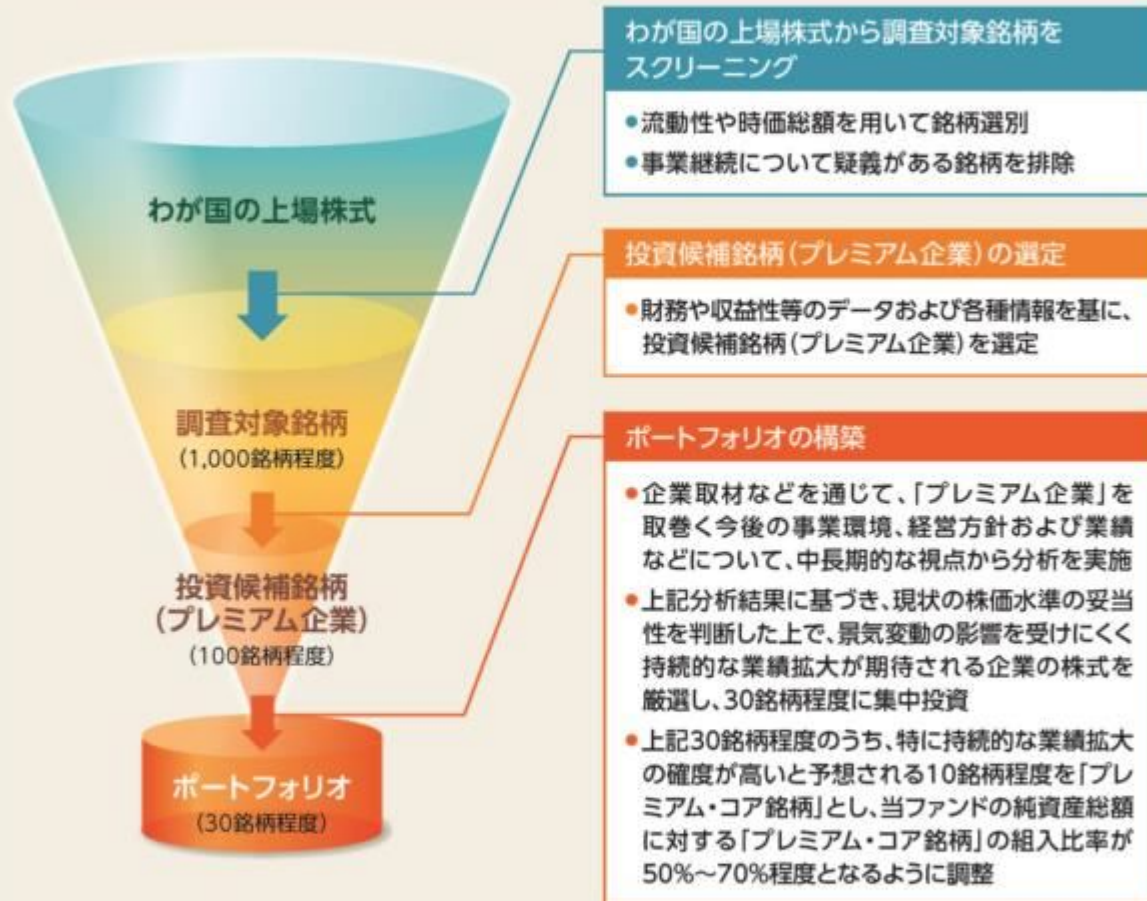 わが国の上場株式
調査対象銘柄
(1,000銘柄程度)
投資候補銘柄
(プレミアム企業)
(100銘柄程度)
ポートフォリオ
(30銘柄程度)
わが国の上場株式から調査対象銘柄を
スクリーニング
●流動性や時価総額を用いて銘柄選別
●事業継続について疑義がある銘柄を排除
投資候補銘柄(プレミアム企業)の選定
●財務や収益性等のデータおよび各種情報を基に、
投資候補銘柄(プレミアム企業)を選定
ポートフォリオの構築
●企業取材などを通じて、「プレミアム企業」を
取巻く今後の事業環境、経営方針および業績
などについて、中長期的な視点から分析を実施
●上記分析結果に基づき、現状の株価水準の妥当
性を判断した上で、景気変動の影響を受けにくく
持続的な業績拡大が期待される企業の株式を
厳選し、30銘柄程度に集中投資
●上記30銘柄程度のうち、特に持続的な業績拡大
の確度が高いと予想される10銘柄程度を「プレ
ミアム・コア銘柄」とし、当ファンドの純資産総額
に対する「プレミアム・コア銘柄」の組入比率が
50%~70%程度となるように調整